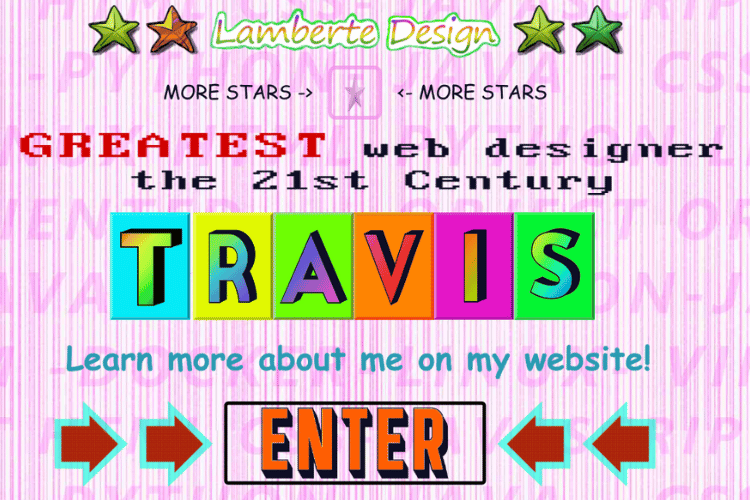 Lamberte Design
MORE STARS -> <- MORE STARS
GREATEST web designer
the 21st Century
TRAVIS
Learn more about me on my website!
ENTER